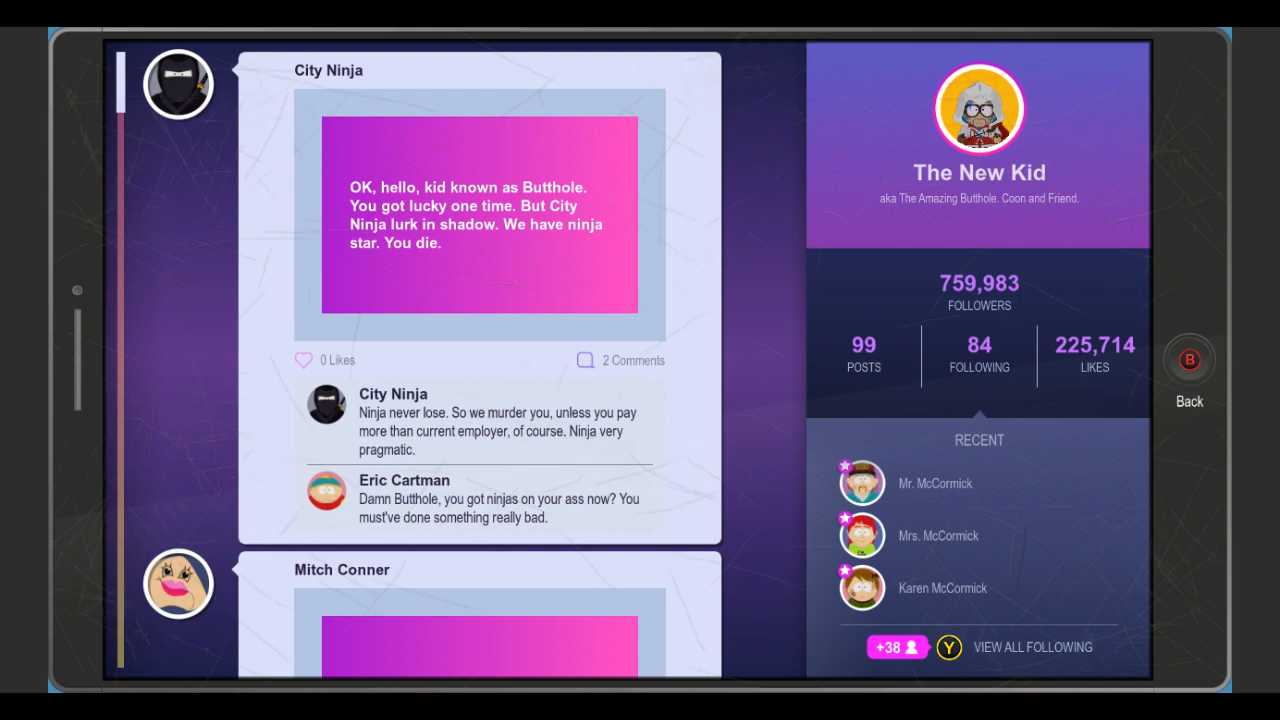 City Ninja
OK, hello, kid known as Butthole.
You got lucky one time. But City
Ninja lurk in shadow. We have ninja
star. You die.
0 Likes
2 Comments
City Ninja
Ninja never lose. So we murder you, unless you pay
more than current employer, of course. Ninja very
pragmatic.
Eric Cartman
Damn Butthole, you got ninjas on your ass now? You
must've done something really bad.
Mitch Conner
The New Kid
aka The Amazing Butthole. Coon and Friend.
759,983
FOLLOWERS
99
POSTS
84
FOLLOWING
225,714
LIKES
RECENT
Mr. McCormick
Mrs. McCormick
Karen McCormick
+38
Y
VIEW ALL FOLLOWING
B
Back